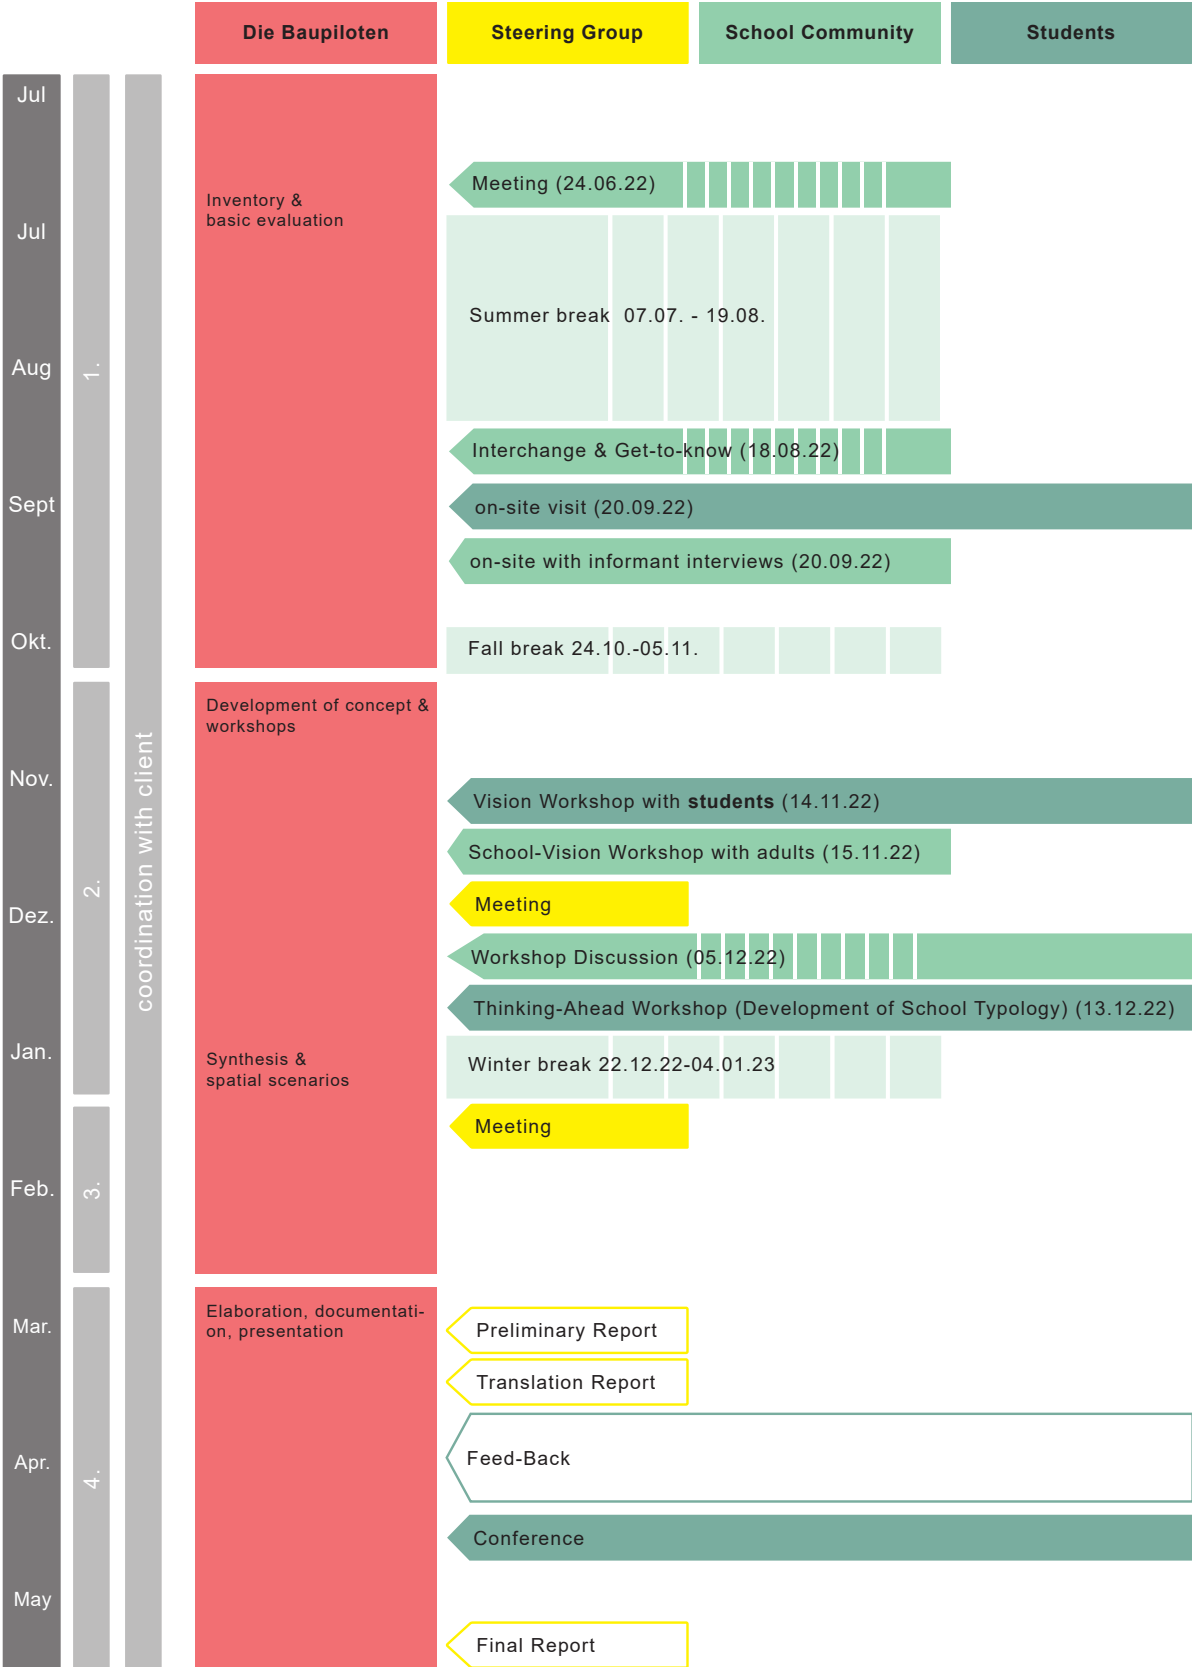 Die Baupiloten
Steering Group
School Community
Students
Jul
Meeting (24.06.22)
Inventory &
basic evaluation
Jul
Summer break 07.07. - 19.08.
Aug
1.
Interchange & Get-to-know (18.08.22)
Sept
on-site visit (20.09.22)
on-site with informant interviews (20.09.22)
Okt.
Fall break 24.10.-05.11.
Development of concept &
workshops
coordination with client
Nov.
Vision Workshop with students (14.11.22)
School-Vision Workshop with adults (15.11.22)
2.
Meeting
Dez.
Workshop Discussion (05.12.22)
Thinking-Ahead Workshop (Development of School Typology) (13.12.22)
Jan.
Synthesis &
spatial scenarios
Winter break 22.12.22-04.01.23
Meeting
Feb.
3.
Elaboration, documentati-
on, presentation
Mar.
Preliminary Report
Translation Report
Apr.
4.
Feed-Back
Conference
May
Final Report